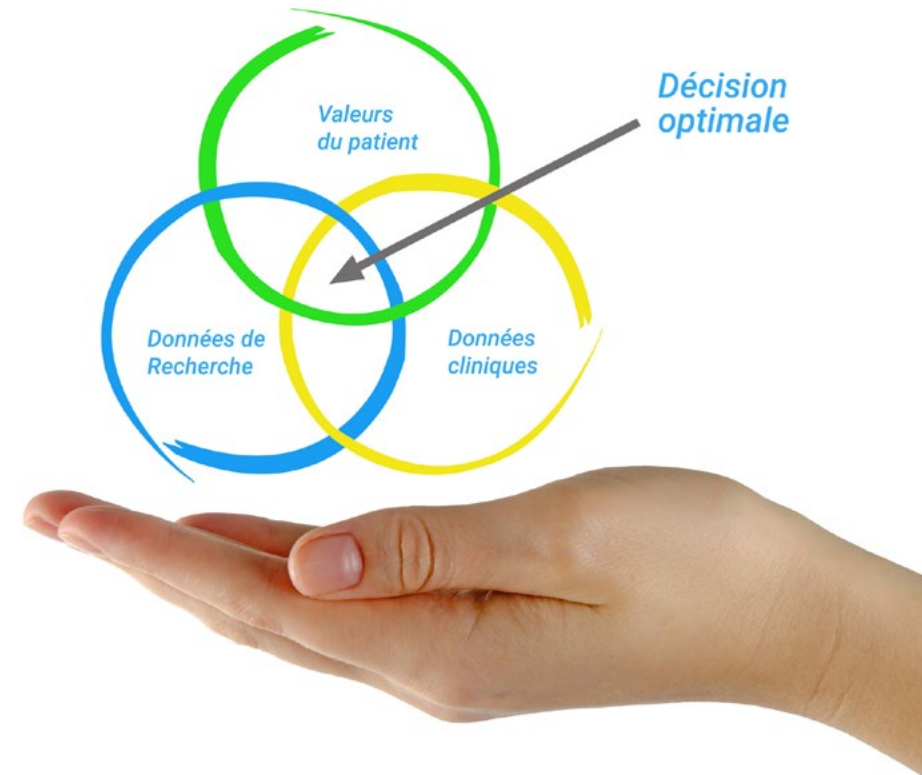 Valeurs
du patient
Décision
optimale
Données de
Recherche
Données
cliniques